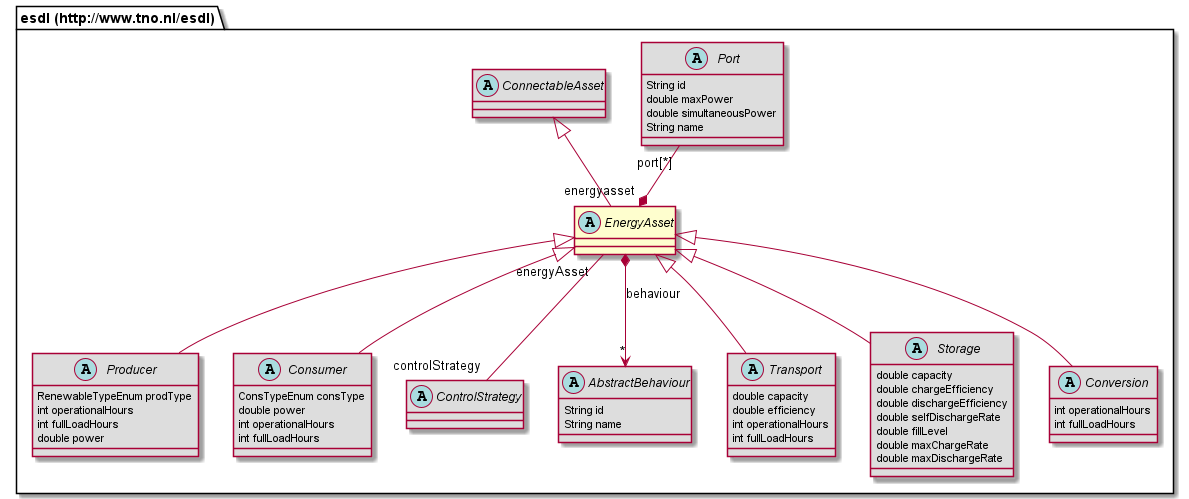 esdl (http://www.tno.nl/esdl)
A Port
String id
double maxPower
double simultaneousPower
String name
A ConnectableAsset
port[*]
energyasset
A EnergyAsset
energyAsset
behaviour
controlStrategy
*
A Producer
RenewableTypeEnum prodType
int operationalHours
int fullLoadHours
double power
A Consumer
ConsTypeEnum consType
double power
int operationalHours
int fullLoadHours
A ControlStrategy
A AbstractBehaviour
String id
String name
A Transport
double capacity
double efficiency
int operationalHours
int fullLoadHours
A Storage
double capacity
double chargeEfficiency
double dischargeEfficiency
double selfDischargeRate
double fillLevel
double maxChargeRate
double maxDischargeRate
A Conversion
int operationalHours
int fullLoadHours